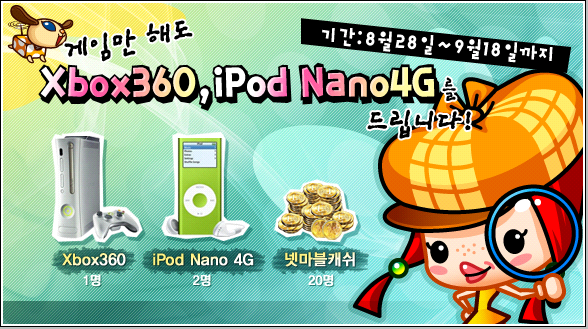 기간:8월28일~9월18일까지
게임만 해도
Xbox360,iPod Nano4G를
드립니다!
Xbox360 iPod Nano 4G 넷마블캐쉬
1명 2명 20명